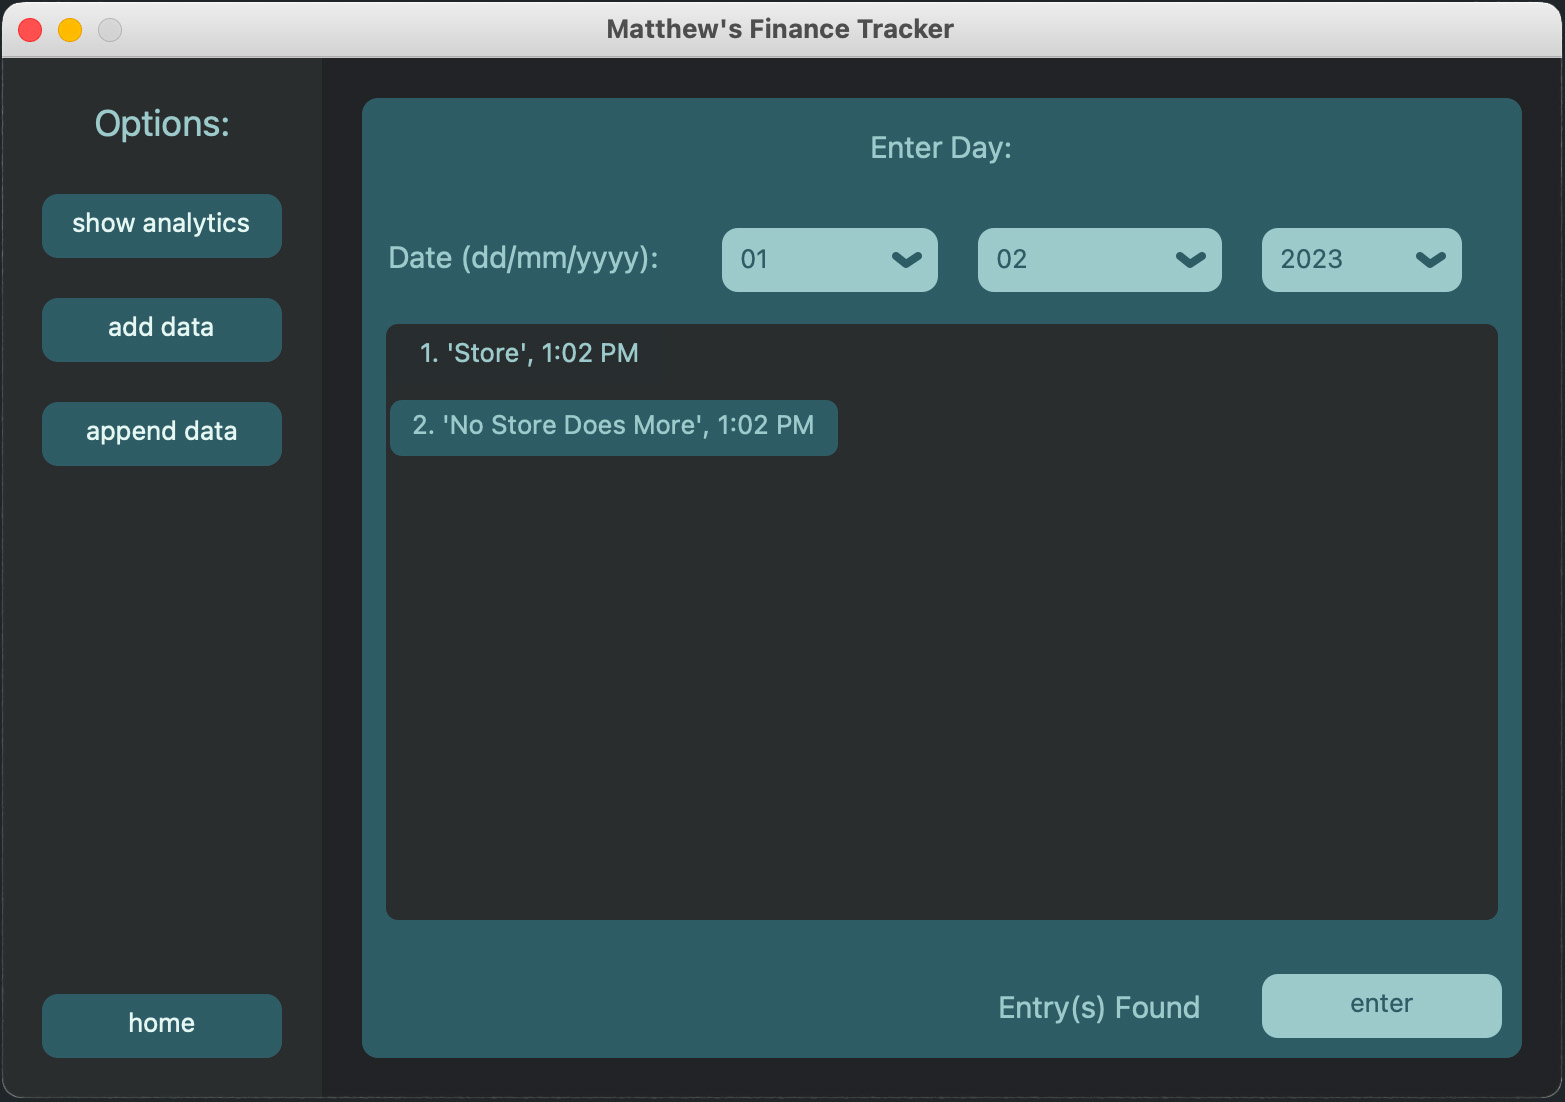 Matthew's Finance Tracker
Options:
show analytics
add data
append data
home
Enter Day:
Date (dd/mm/yyyy): 01 02 2023
1. 'Store', 1:02 PM
2. 'No Store Does More', 1:02 PM
Entry(s) Found
enter